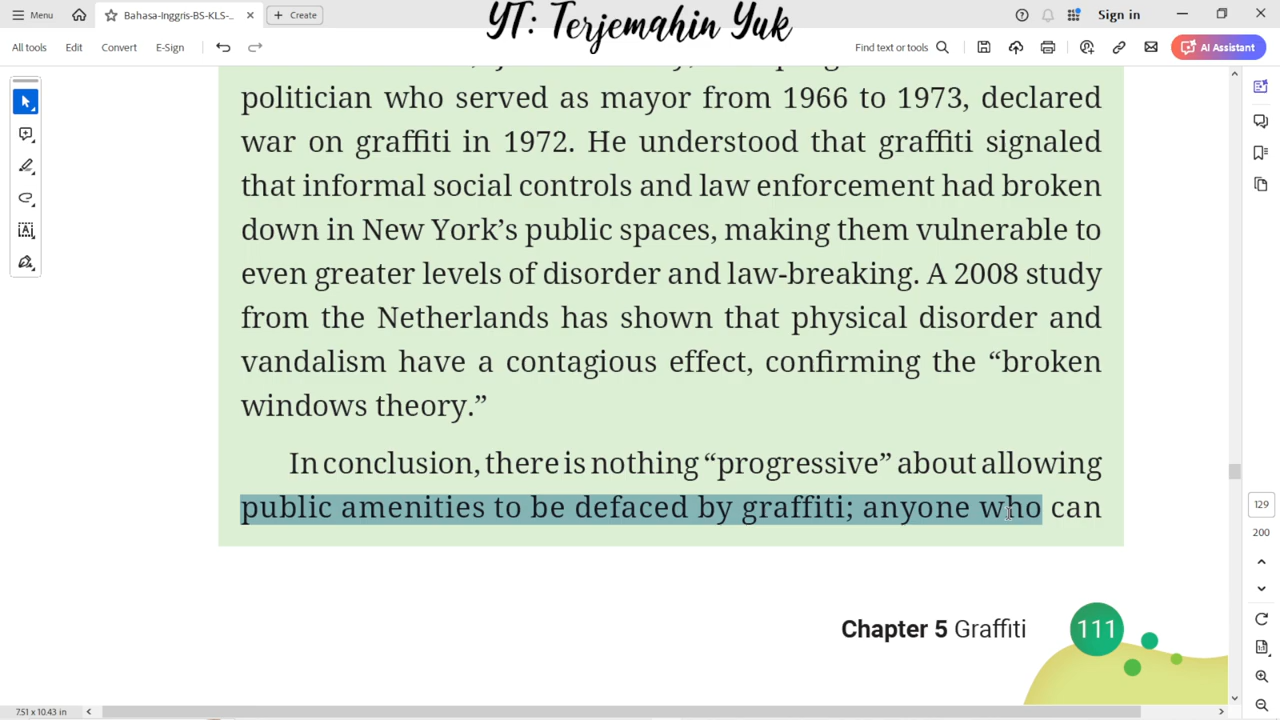 Menu
Bahasa-Inggris-BS-KLS-...
Create
YT: Terjemahin Yuk
Sign in
All tools
Edit
Convert
E-Sign
Find text or tools
AI Assistant
politician who served as mayor from 1966 to 1973, declared
war on graffiti in 1972. He understood that graffiti signaled
that informal social controls and law enforcement had broken
down in New York’s public spaces, making them vulnerable to
even greater levels of disorder and law-breaking. A 2008 study
from the Netherlands has shown that physical disorder and
vandalism have a contagious effect, confirming the “broken
windows theory.”
In conclusion, there is nothing “progressive” about allowing
public amenities to be defaced by graffiti; anyone who can
129
200
Chapter 5 Graffiti
111
7.51 x 10.43 in